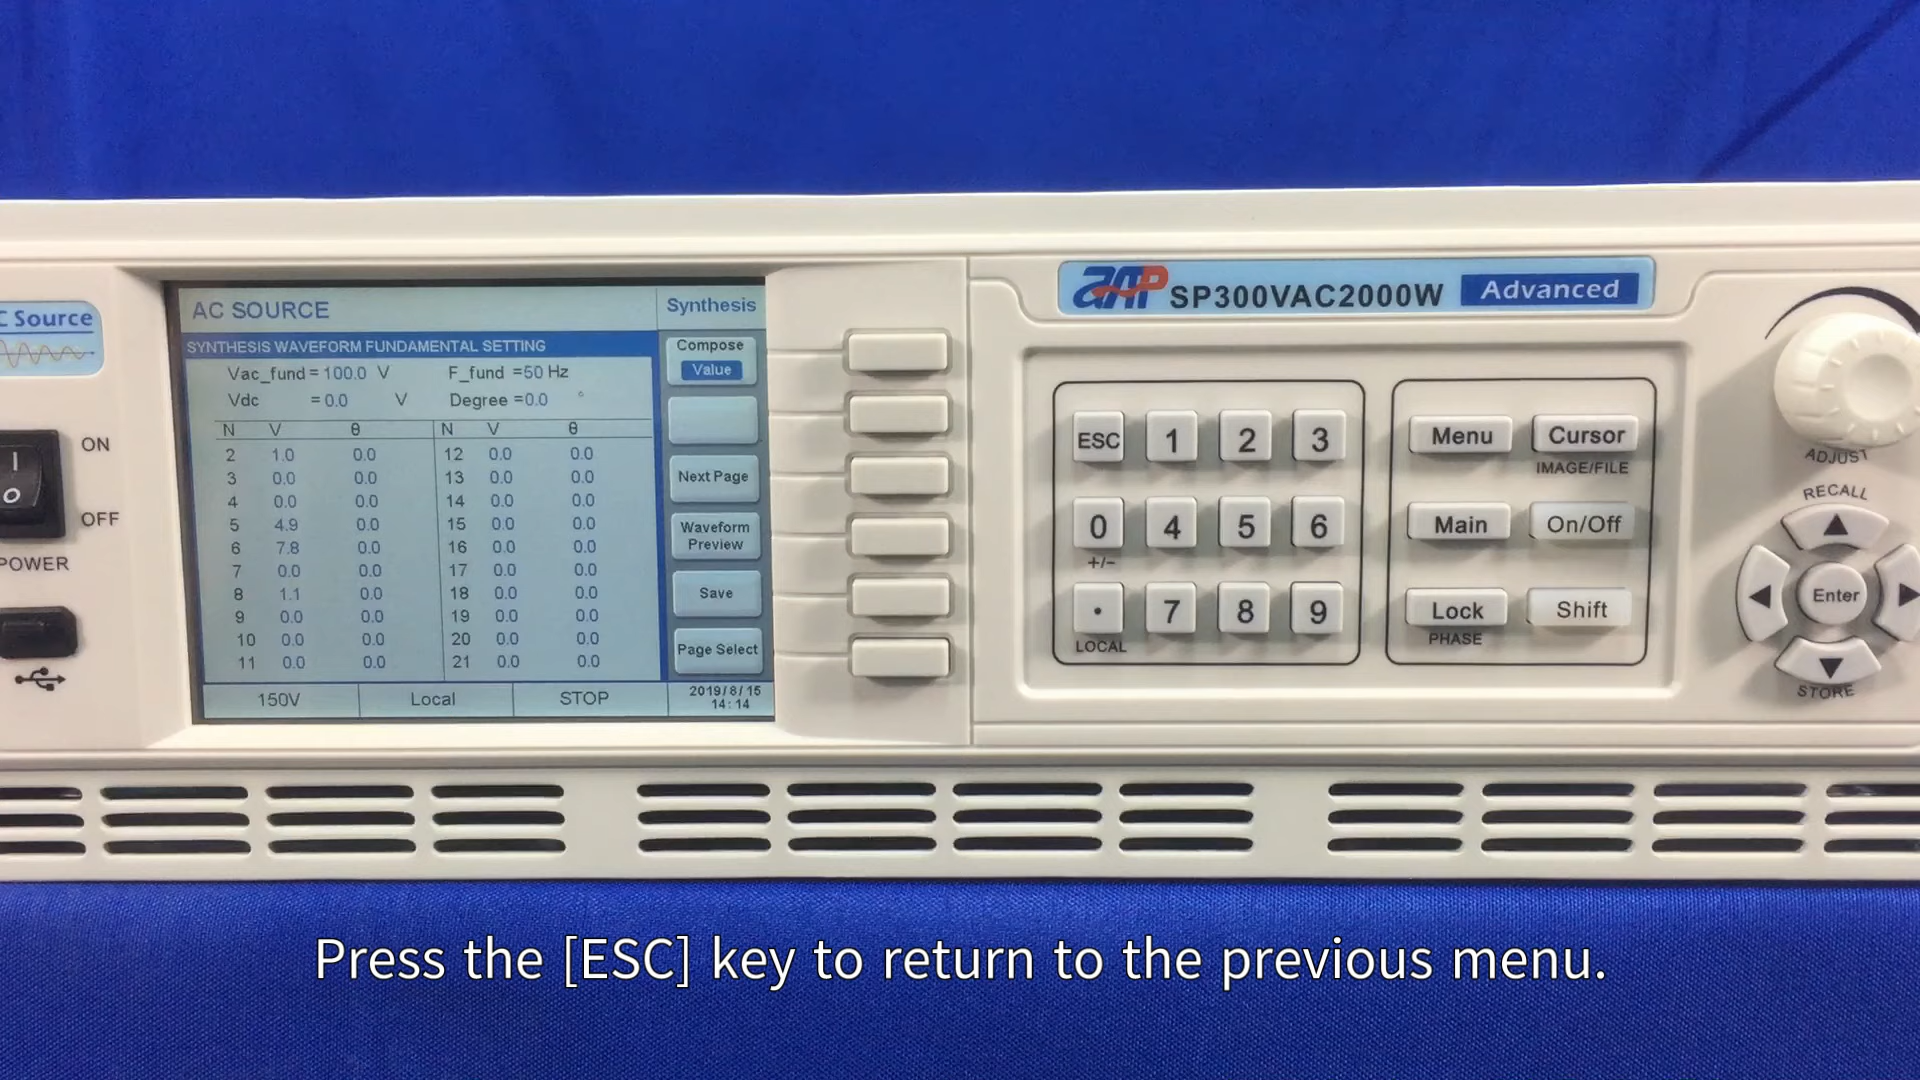 C Source
ON
OFF
POWER
AC SOURCE
Synthesis
SYNTHESIS WAVEFORM FUNDAMENTAL SETTING
Vac_fund = 100.0 V F_fund =50 Hz
Vdc = 0.0 V Degree =0.0 °
N V θ N V θ
2 1.0 0.0 12 0.0 0.0
3 0.0 0.0 13 0.0 0.0
4 0.0 0.0 14 0.0 0.0
5 4.9 0.0 15 0.0 0.0
6 7.8 0.0 16 0.0 0.0
7 0.0 0.0 17 0.0 0.0
8 1.1 0.0 18 0.0 0.0
9 0.0 0.0 19 0.0 0.0
10 0.0 0.0 20 0.0 0.0
11 0.0 0.0 21 0.0 0.0
Compose
Value
Next Page
Waveform
Preview
Save
Page Select
150V Local STOP
2019/8/15
14:14
SP300VAC2000W Advanced
ESC 1 2 3
0 4 5 6
+/-
. 7 8 9
LOCAL
Menu Cursor
IMAGE/FILE
Main On/Off
Lock Shift
PHASE
ADJUST
RECALL
Enter
STORE
Press the [ESC] key to return to the previous menu.